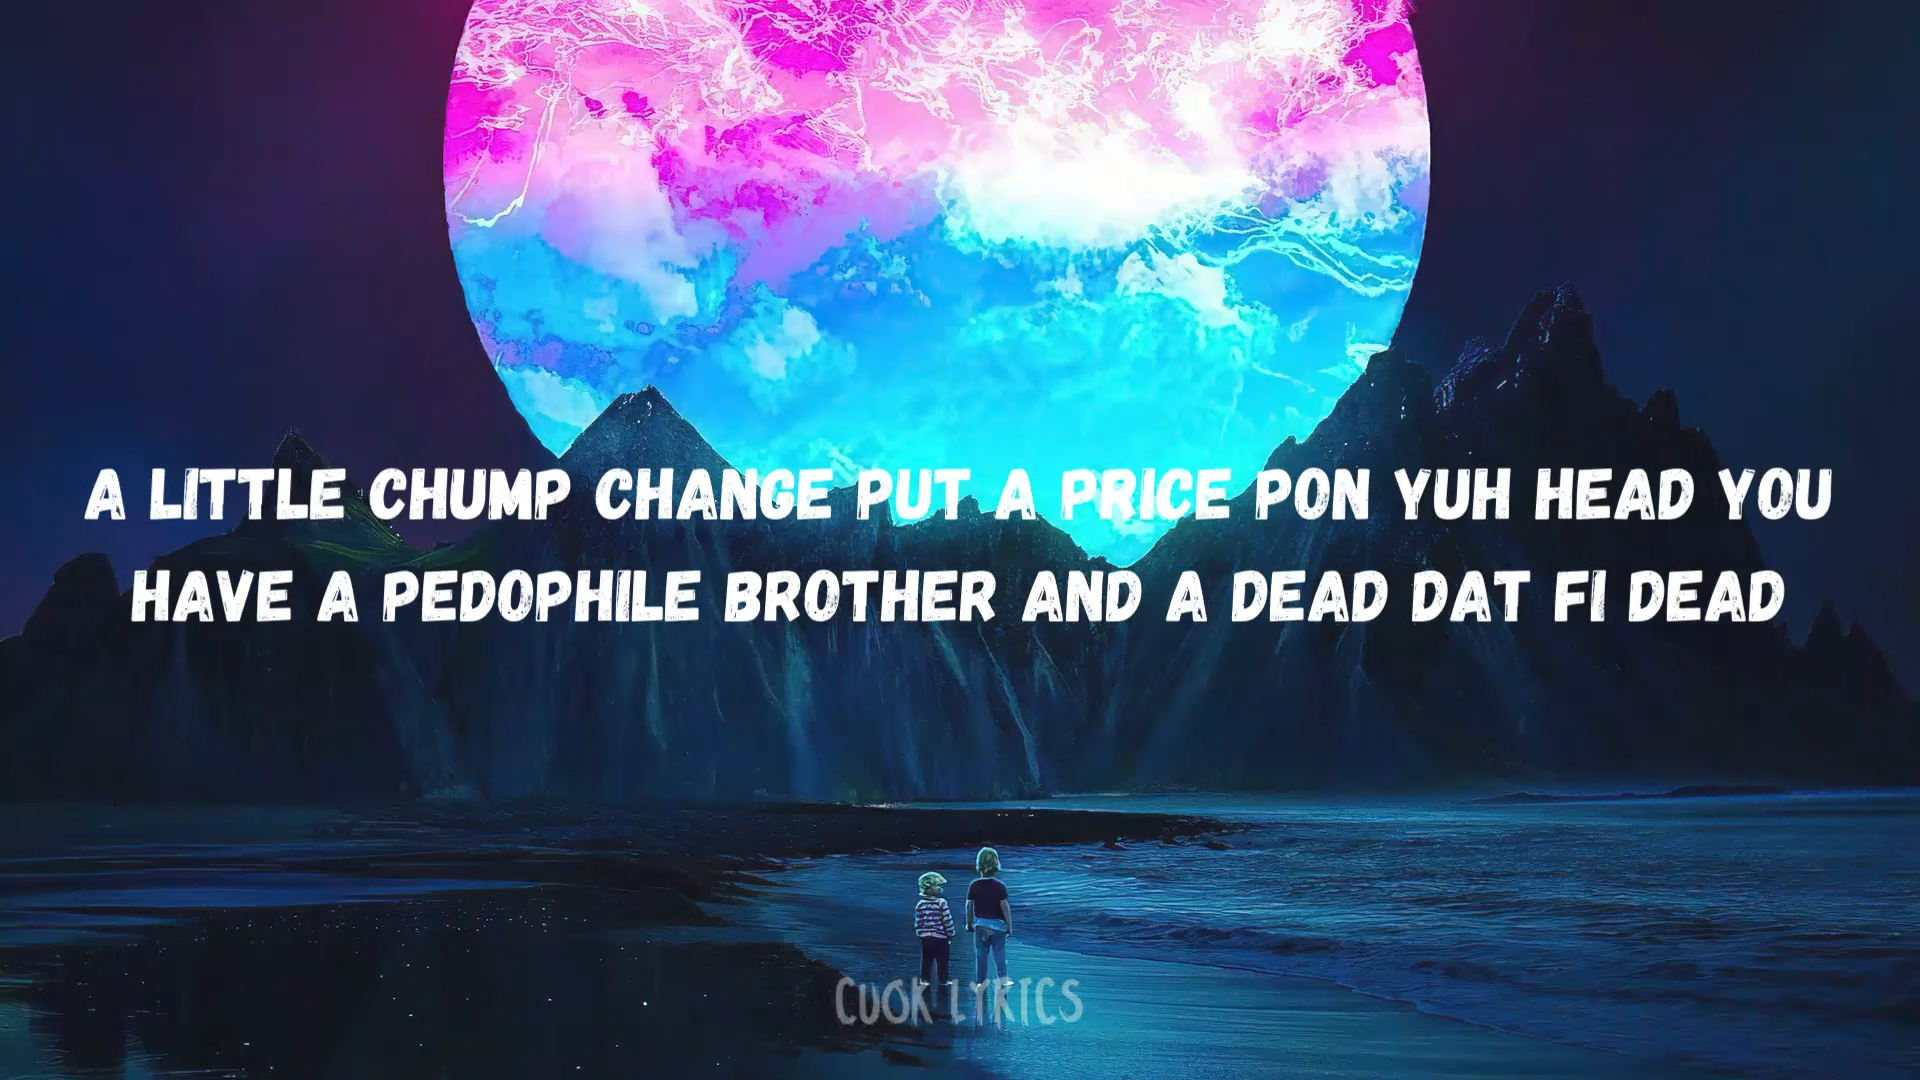 A LITTLE CHUMP CHANGE PUT A PRICE PON YUH HEAD YOU
HAVE A PEDOPHILE BROTHER AND A DEAD DAT FI DEAD
CUOK LYRICS